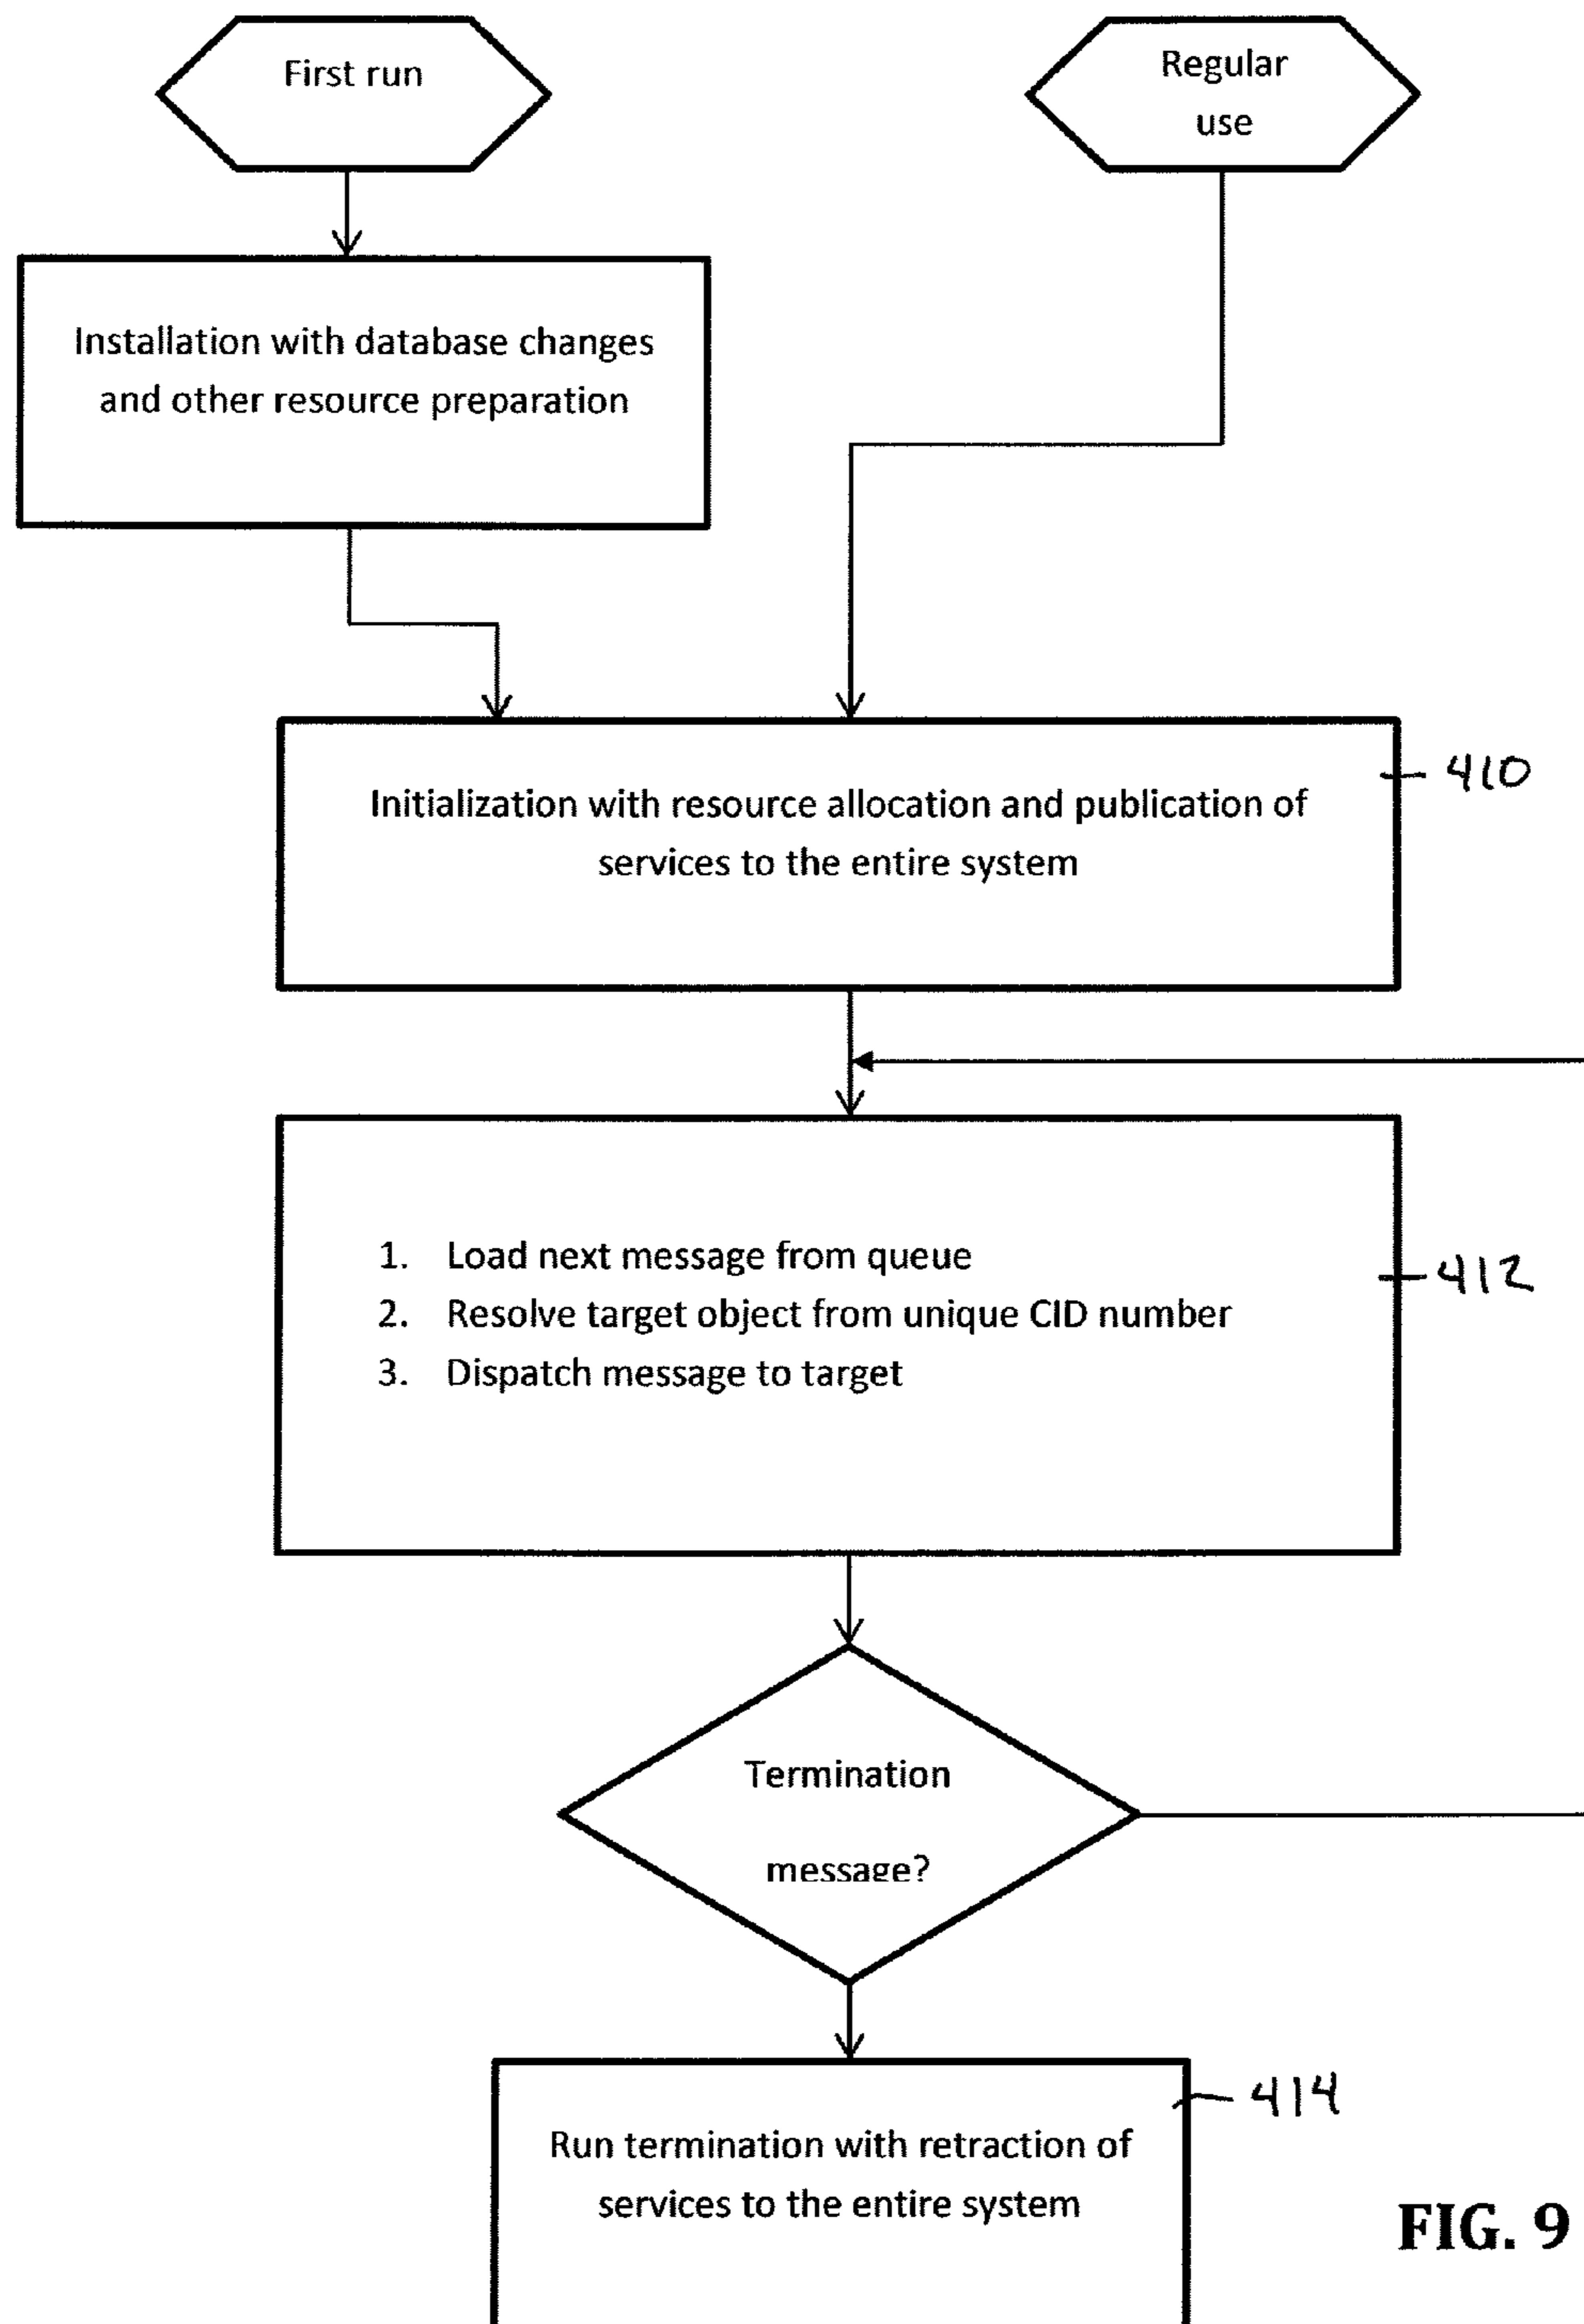 First run
Regular
use
Installation with database changes
and other resource preparation
Initialization with resource allocation and publication of
services to the entire system
410
1. Load next message from queue
2. Resolve target object from unique CID number
3. Dispatch message to target
412
Termination
message?
414
Run termination with retraction of
services to the entire system
FIG. 9